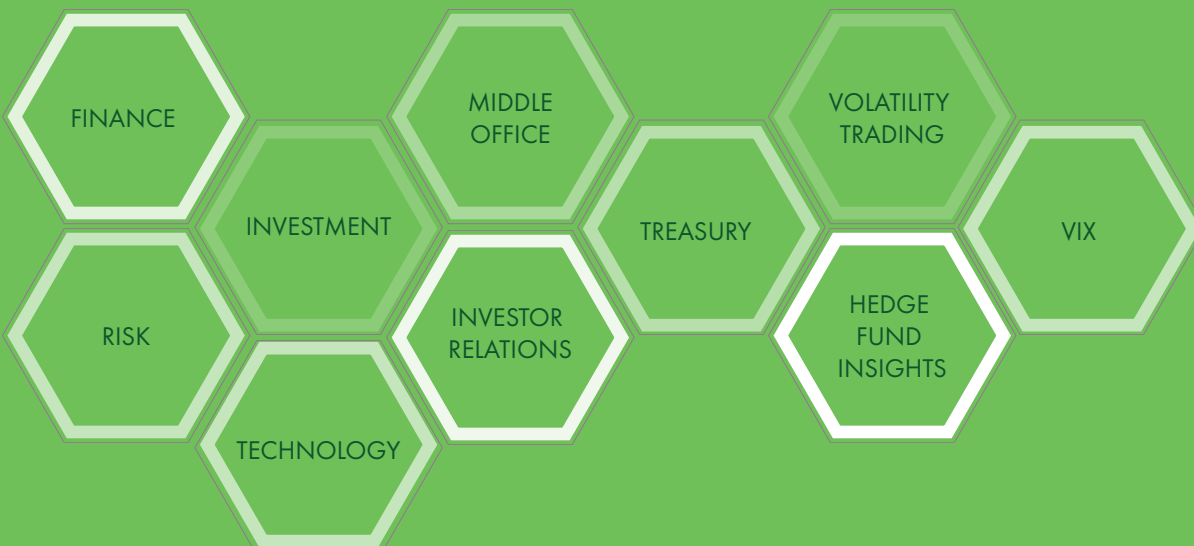 FINANCE
MIDDLE
OFFICE
VOLATILITY
TRADING
INVESTMENT
TREASURY
VIX
RISK
INVESTOR
RELATIONS
HEDGE
FUND
INSIGHTS
TECHNOLOGY